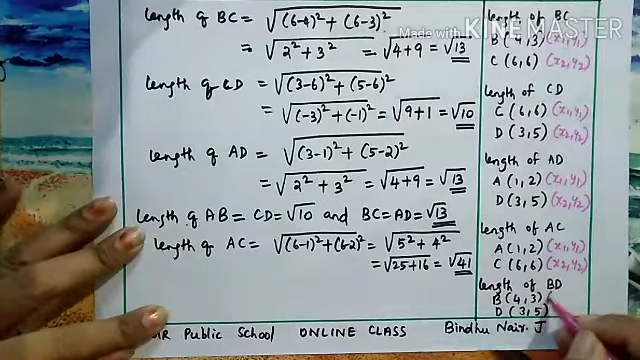 length of BC = √(6-4)² + (6-3)²
= √2² + 3² = √4+9 = √13
length of CD = √(3-6)² + (5-6)²
= √(-3)² + (-1)² = √9+1 = √10
length of AD = √(3-1)² + (5-2)²
= √2² + 3² = √4+9 = √13
length of AB = CD = √10 and BC = AD = √13
length of AC = √(6-1)² + (6-2)² = √5² + 4²
= √25+16 = √41
length of BC
B (4,3) (x₁,y₁)
C (6,6) (x₂,y₂)
length of CD
C (6,6) (x₁,y₁)
D (3,5) (x₂,y₂)
length of AD
A (1,2) (x₁,y₁)
D (3,5) (x₂,y₂)
length of AC
A (1,2) (x₁,y₁)
C (6,6) (x₂,y₂)
length of BD
B (4,3) (
D (3,5)
Public School ONLINE CLASS Bindhu Nair. J
Made with KINEMASTER